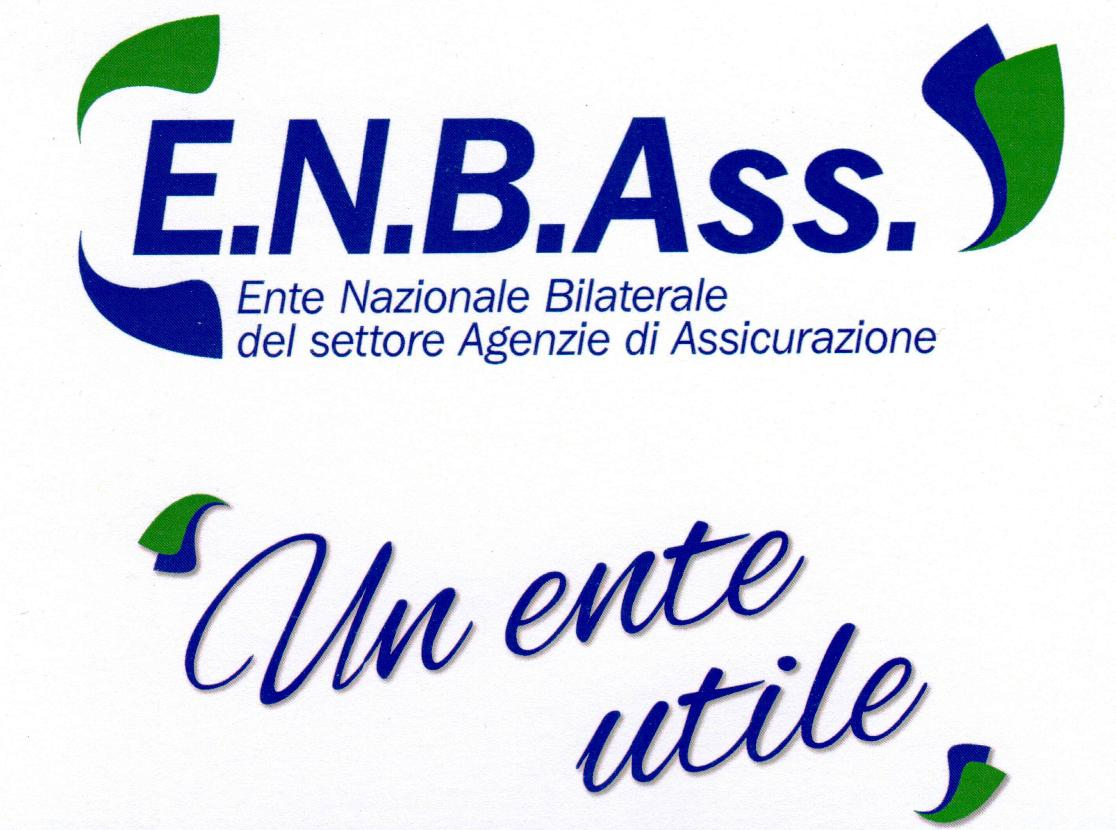 E.N.B.Ass.
Ente Nazionale Bilaterale
del settore Agenzie di Assicurazione
Un ente
utile